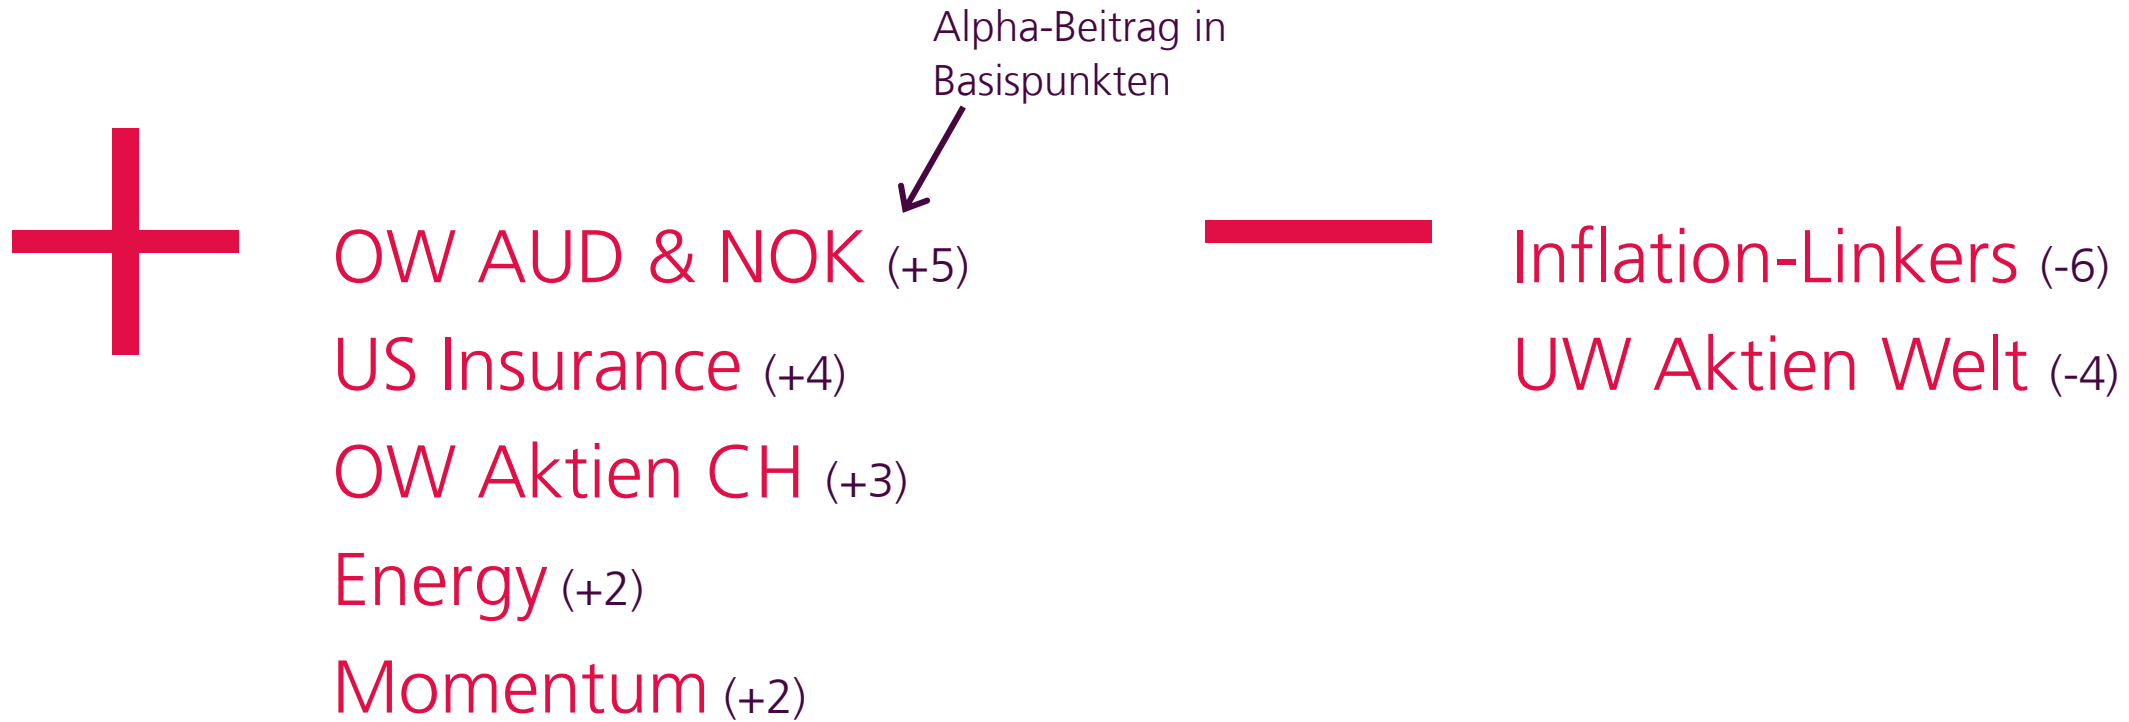 Alpha-Beitrag in
Basispunkten
OW AUD & NOK (+5)
US Insurance (+4)
OW Aktien CH (+3)
Energy (+2)
Momentum (+2)
Inflation-Linkers (-6)
UW Aktien Welt (-4)